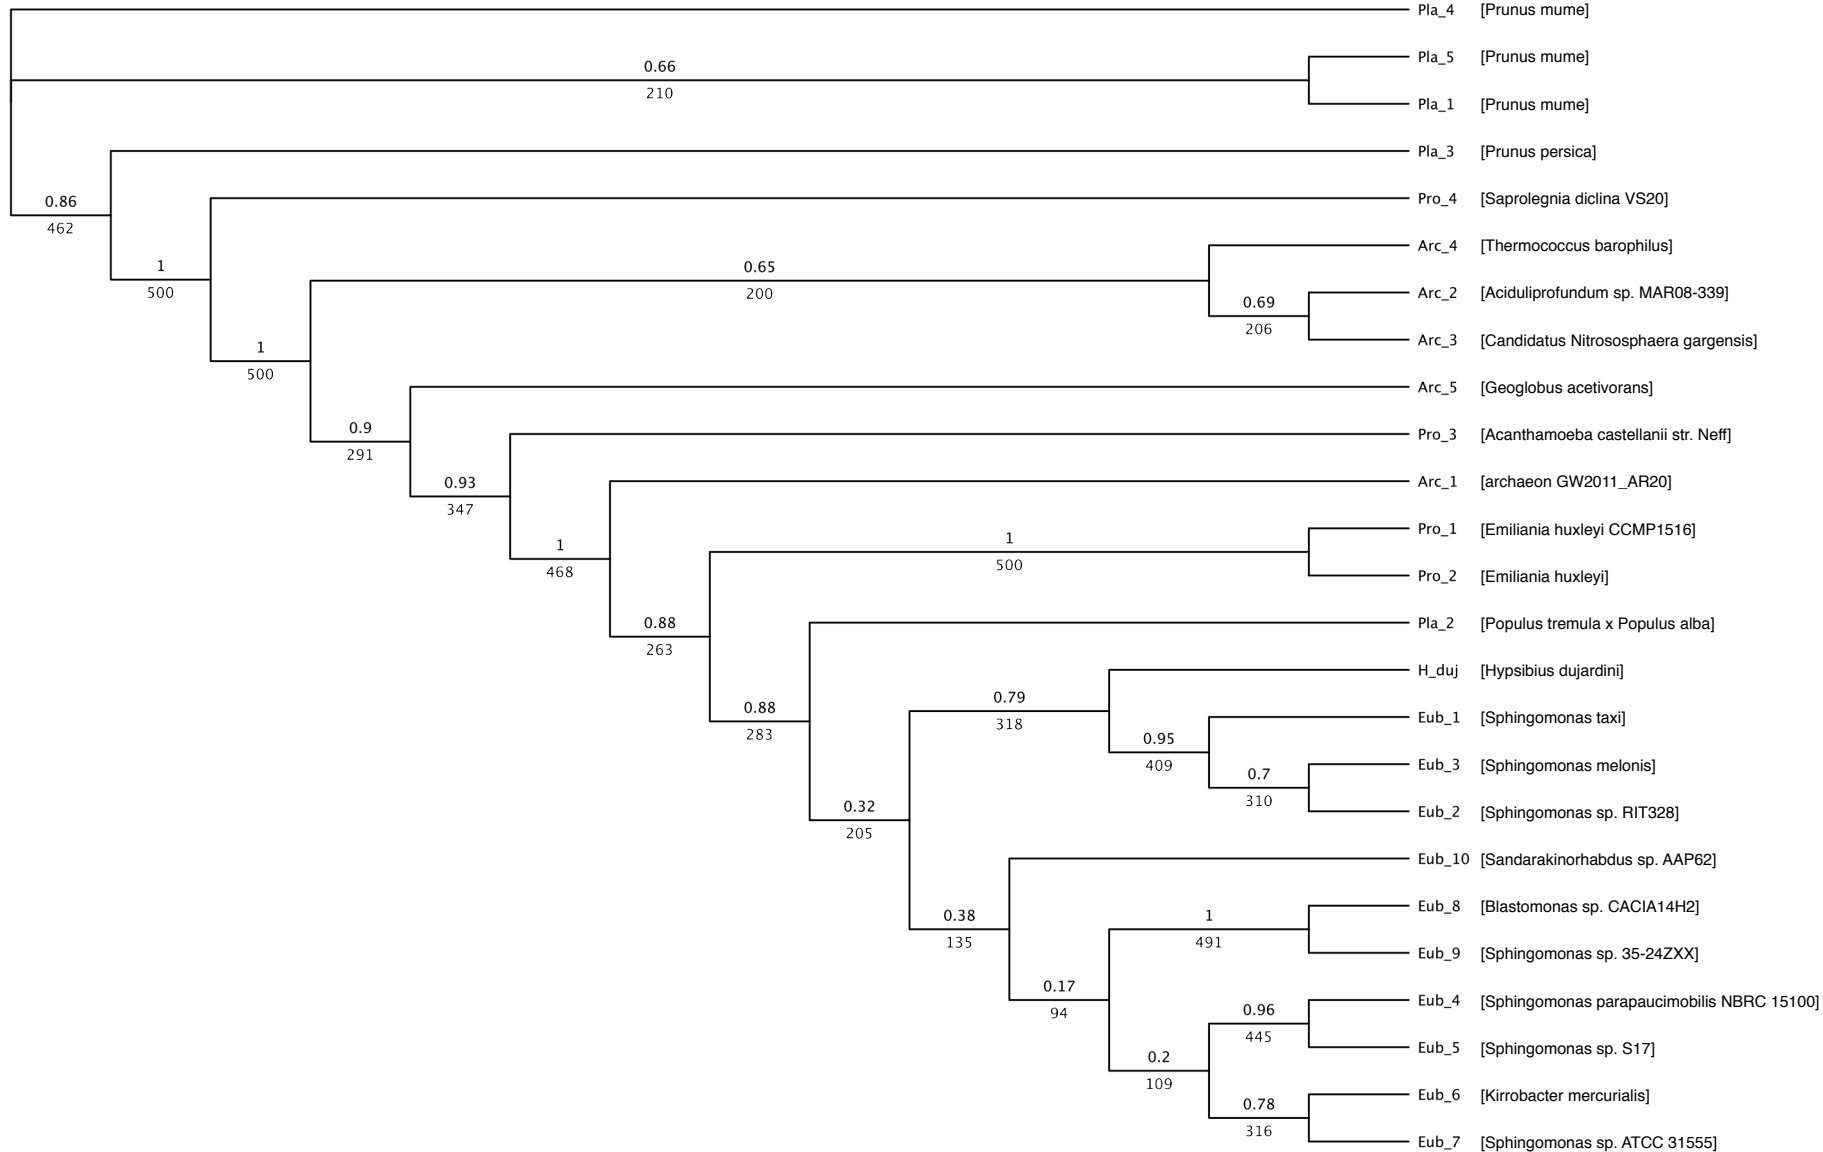 Pla_4 [Prunus mume]
Pla_5 [Prunus mume]
0.66
210
Pla_1 [Prunus mume]
Pla_3 [Prunus persica]
Pro_4 [Saprolegnia diclina VS20]
0.86
462
Arc_4 [Thermococcus barophilus]
1
0.65
500
200
Arc_2 [Aciduliprofundum sp. MAR08-339]
0.69
206
Arc_3 [Candidatus Nitrososphaera gargensis]
1
500
Arc_5 [Geoglobus acetivorans]
0.9
291
Pro_3 [Acanthamoeba castellanii str. Neff]
Arc_1 [archaeon GW2011_AR20]
0.93
347
Pro_1 [Emiliania huxleyi CCMP1516]
1
1
468
500
Pro_2 [Emiliania huxleyi]
Pla_2 [Populus tremula x Populus alba]
0.88
263
H_duj [Hypsibius dujardini]
0.79
0.88
318
283
Eub_1 [Sphingomonas taxi]
0.95
409
Eub_3 [Sphingomonas melonis]
0.7
310
0.32
205
Eub_2 [Sphingomonas sp. RIT328]
Eub_10 [Sandarakinorhabdus sp. AAP62]
Eub_8 [Blastomonas sp. CACIA14H2]
0.38
1
135
491
Eub_9 [Sphingomonas sp. 35-24ZXX]
0.17
94
Eub_4 [Sphingomonas parapaucimobilis NBRC 15100]
0.96
445
Eub_5 [Sphingomonas sp. S17]
0.2
109
Eub_6 [Kirrobacter mercurialis]
0.78
316
Eub_7 [Sphingomonas sp. ATCC 31555]